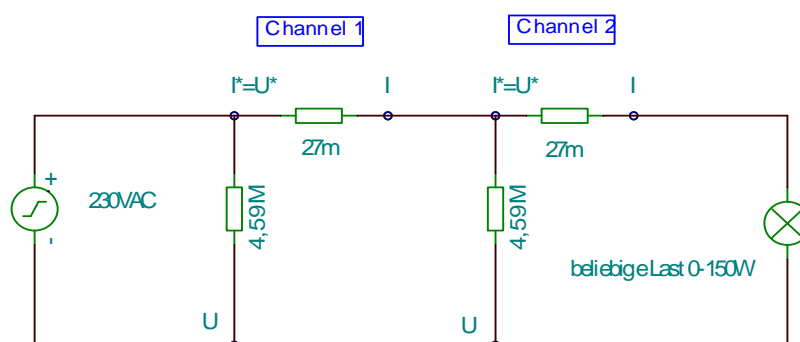 Channel 1
Channel 2
I*=U*
I
I*=U*
I
27m
27m
+
230VAC
-
4,59M
4,59M
beliebige Last 0-150W
U
U